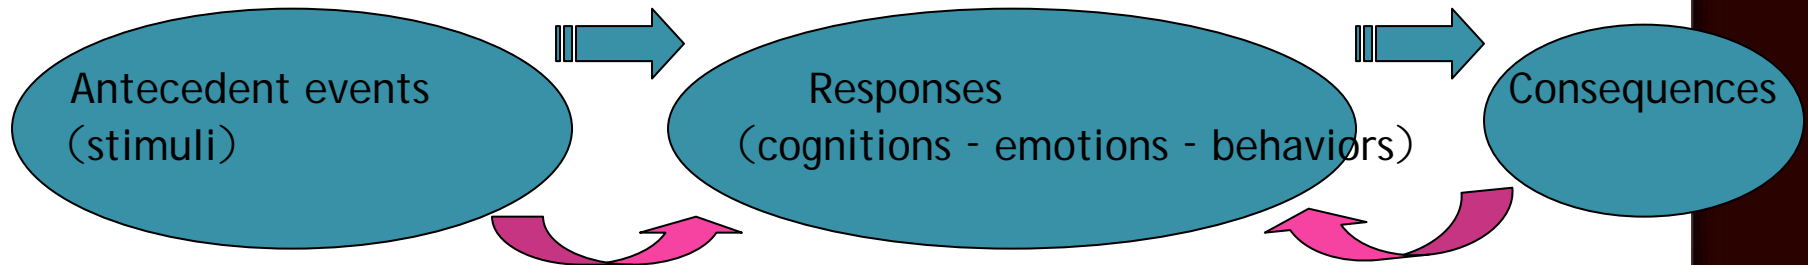 Antecedent events
（stimuli）
Responses
（cognitions - emotions - behaviors）
Consequences